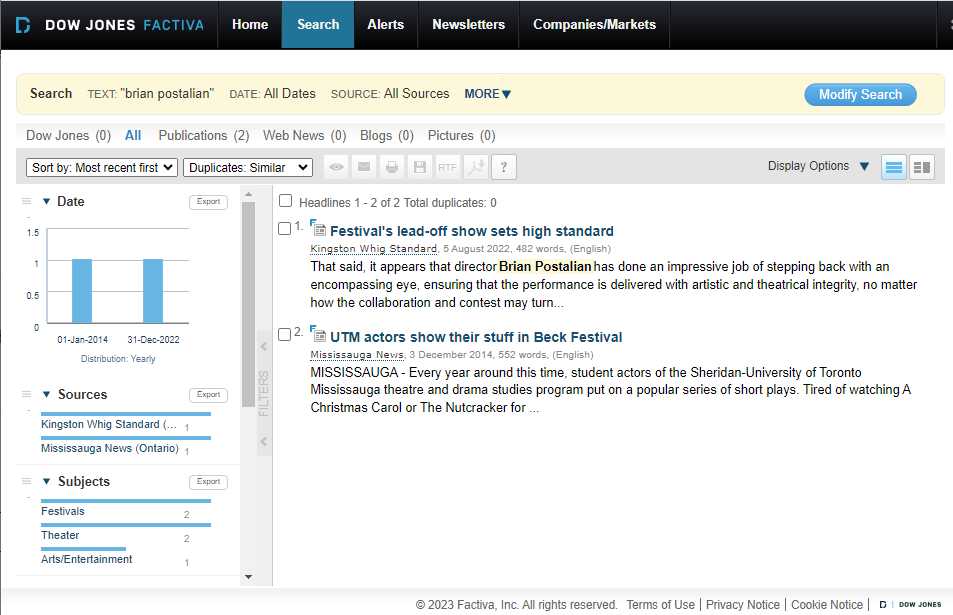 DOW JONES FACTIVA
Home
Search
Alerts
Newsletters
Companies/Markets
Search TEXT: "brian postalian" DATE: All Dates SOURCE: All Sources MORE▼
Modify Search
Dow Jones (0) All Publications (2) Web News (0) Blogs (0) Pictures (0)
Sort by: Most recent first
Duplicates: Similar
RTF
?
Display Options ▼
▼ Date
Export
1.5
1
0.5
0
01-Jan-2014 31-Dec-2022
Distribution: Yearly
▼ Sources
Export
Kingston Whig Standard (... 1
Mississauga News (Ontario) 1
▼ Subjects
Export
Festivals 2
Theater 2
Arts/Entertainment 1
FILTERS
Headlines 1 - 2 of 2 Total duplicates: 0
1. Festival's lead-off show sets high standard
Kingston Whig Standard, 5 August 2022, 482 words, (English)
That said, it appears that director Brian Postalian has done an impressive job of stepping back with an
encompassing eye, ensuring that the performance is delivered with artistic and theatrical integrity, no matter
how the collaboration and contest may turn...
2. UTM actors show their stuff in Beck Festival
Mississauga News, 3 December 2014, 552 words, (English)
MISSISSAUGA - Every year around this time, student actors of the Sheridan-University of Toronto
Mississauga theatre and drama studies program put on a popular series of short plays. Tired of watching A
Christmas Carol or The Nutcracker for ...
© 2023 Factiva, Inc. All rights reserved. Terms of Use | Privacy Notice | Cookie Notice | DOW JONES